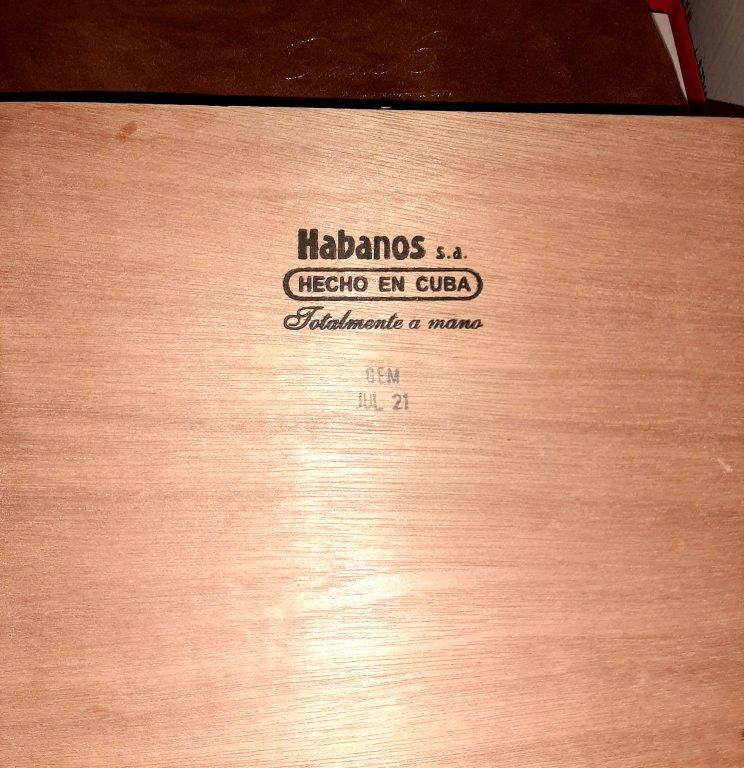 Habanos s.a.
HECHO EN CUBA
Totalmente a mano
GEM
JUL 21